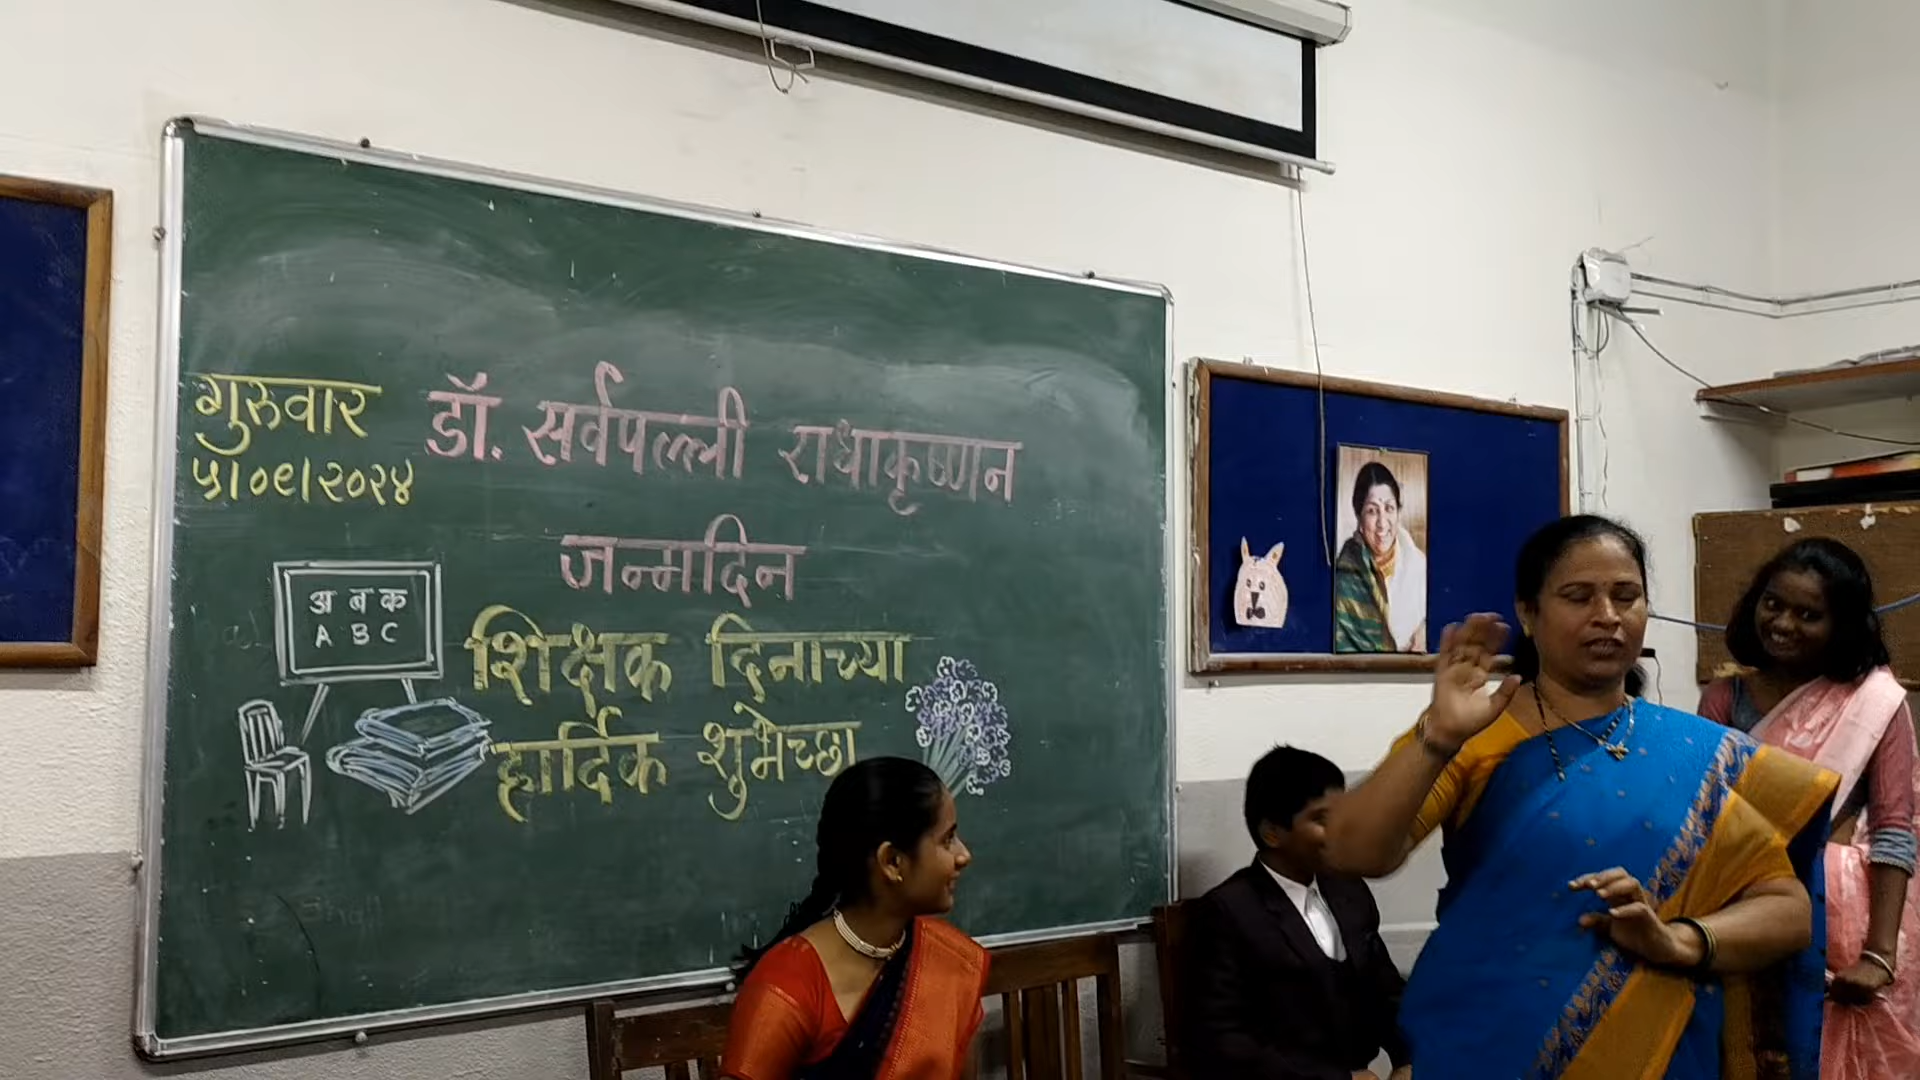 गुरुवार
५।०९।२०२४
डॉ. सर्वपल्ली राधाकृष्णन
जन्मदिन
अ ब क
A B C
शिक्षक दिनाच्या
हार्दिक शुभेच्छा